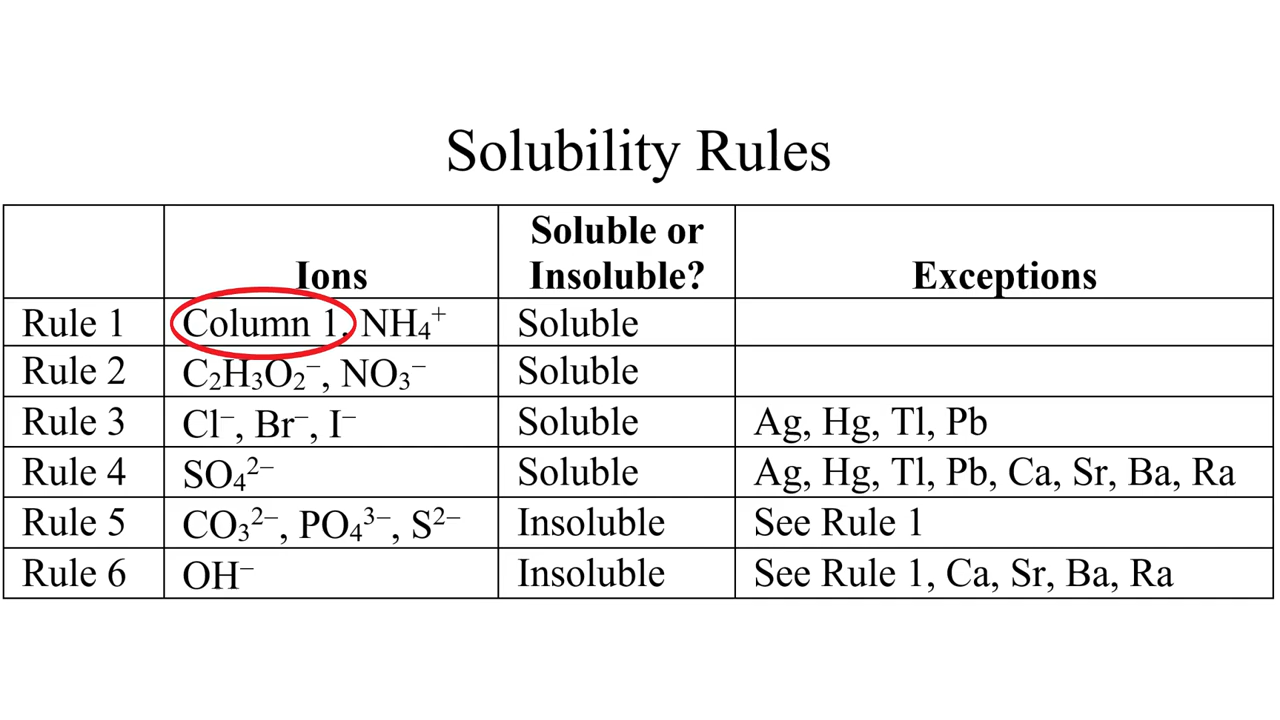 Solubility Rules
Ions Soluble or Insoluble? Exceptions
Rule 1 Column 1, NH₄⁺ Soluble
Rule 2 C₂H₃O₂⁻, NO₃⁻ Soluble
Rule 3 Cl⁻, Br⁻, I⁻ Soluble Ag, Hg, Tl, Pb
Rule 4 SO₄²⁻ Soluble Ag, Hg, Tl, Pb, Ca, Sr, Ba, Ra
Rule 5 CO₃²⁻, PO₄³⁻, S²⁻ Insoluble See Rule 1
Rule 6 OH⁻ Insoluble See Rule 1, Ca, Sr, Ba, Ra